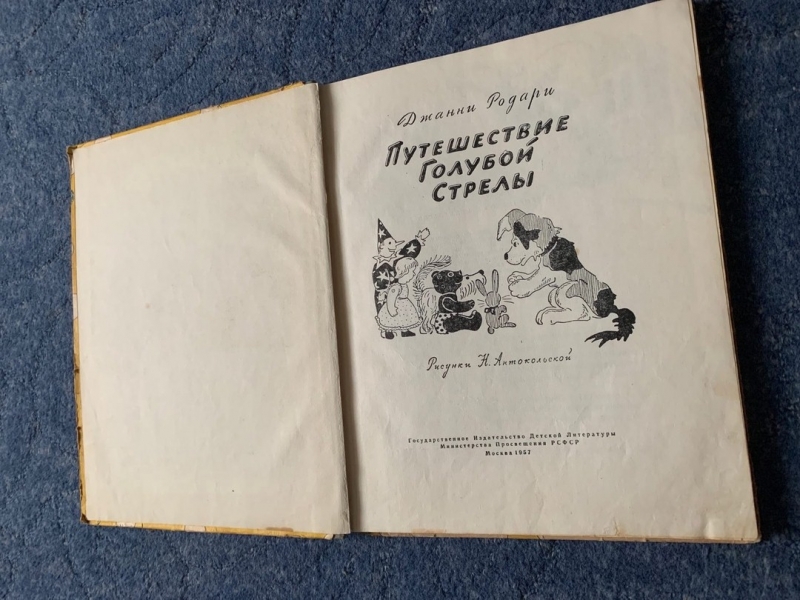 Джанни Родари
ПУТЕШЕСТВИЕ
ГОЛУБОЙ
СТРЕЛЫ
Рисунки Н. Антокольской
Государственное Издательство Детской Литературы
Министерства Просвещения РСФСР
Москва 1957